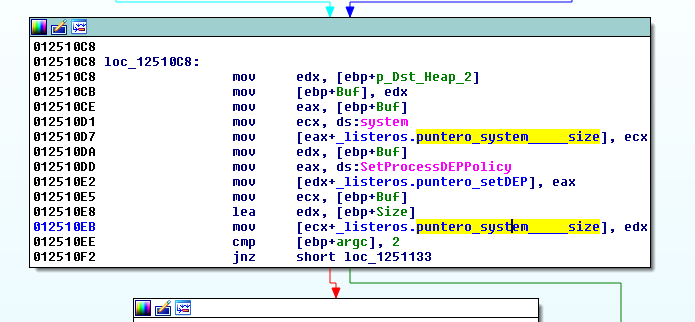 012510C8
012510C8 loc_12510C8:
012510C8 mov edx, [ebp+p_Dst_Heap_2]
012510CB mov [ebp+Buf], edx
012510CE mov eax, [ebp+Buf]
012510D1 mov ecx, ds:system
012510D7 mov [eax+_listeros.puntero_system_____size], ecx
012510DA mov edx, [ebp+Buf]
012510DD mov eax, ds:SetProcessDEPPolicy
012510E2 mov [edx+_listeros.puntero_setDEP], eax
012510E5 mov ecx, [ebp+Buf]
012510E8 lea edx, [ebp+Size]
012510EB mov [ecx+_listeros.puntero_system_____size], edx
012510EE cmp [ebp+argc], 2
012510F2 jnz short loc_1251133